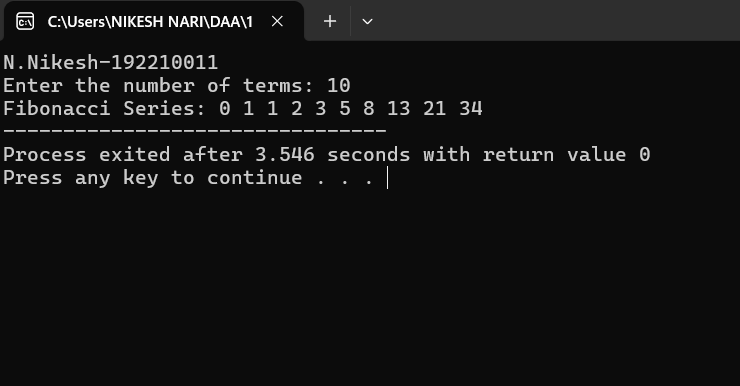 C:\Users\NIKESH NARI\DAA\1
N.Nikesh-192210011
Enter the number of terms: 10
Fibonacci Series: 0 1 1 2 3 5 8 13 21 34
--------------------------------
Process exited after 3.546 seconds with return value 0
Press any key to continue . . .